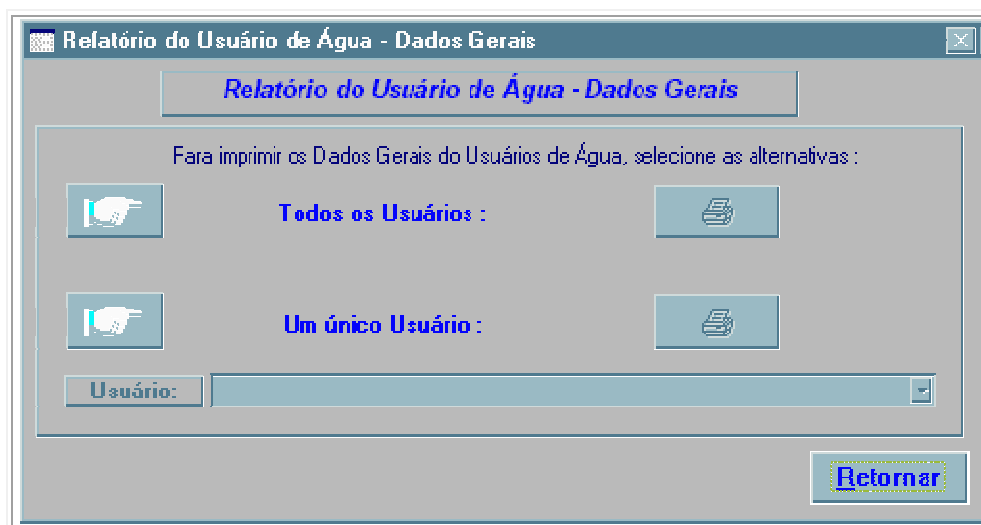 Relatório do Usuário de Água - Dados Gerais
Relatório do Usuário de Água - Dados Gerais
Para imprimir os Dados Gerais do Usuários de Água, selecione as alternativas :
Todos os Usuários :
Um único Usuário :
Usuário:
Retornar